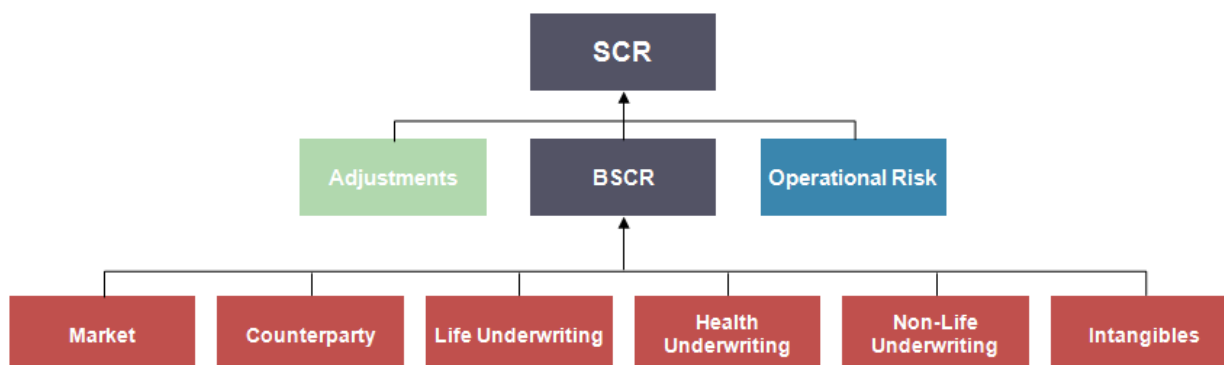 SCR
Adjustments
BSCR
Operational Risk
Market
Counterparty
Life Underwriting
Health
Underwriting
Non-Life
Underwriting
Intangibles